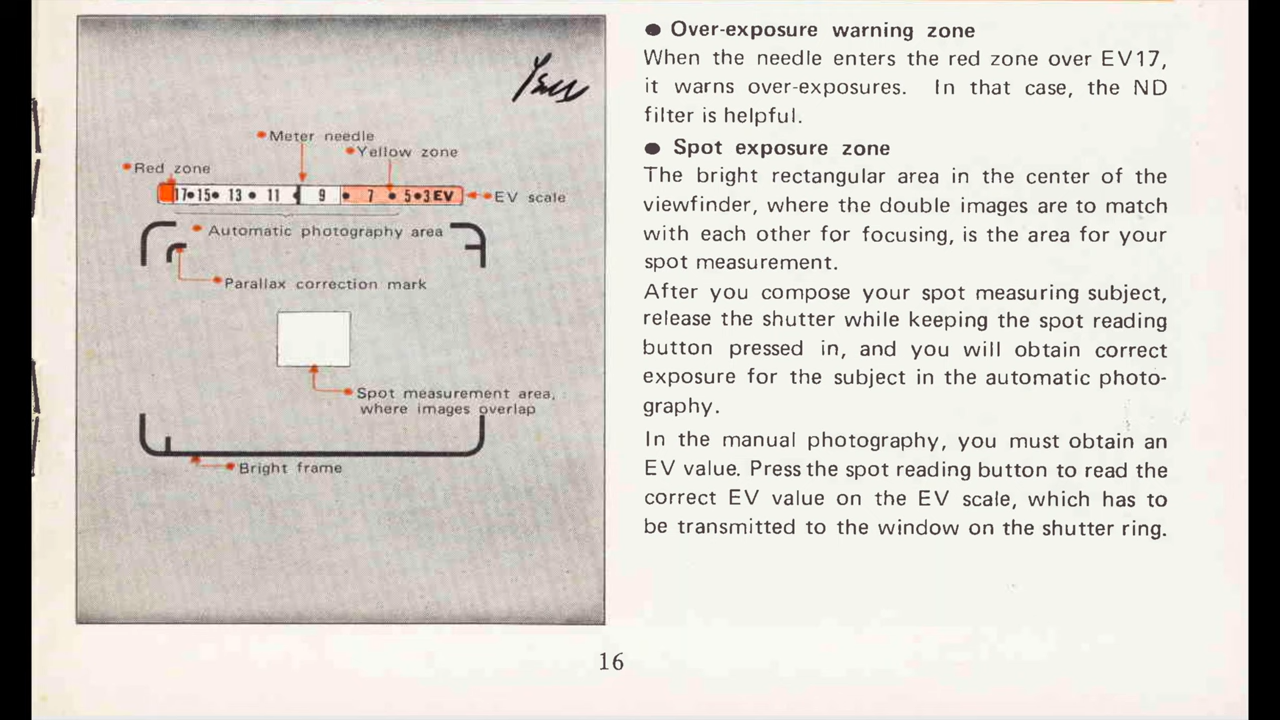 • Meter needle
• Yellow zone
• Red zone
17•15• 13 • 11 • 9 • 7 • 5•3 EV
• EV scale
• Automatic photography area
• Parallax correction mark
• Spot measurement area,
where images overlap
• Bright frame
● Over-exposure warning zone
When the needle enters the red zone over EV17,
it warns over-exposures. In that case, the ND
filter is helpful.
● Spot exposure zone
The bright rectangular area in the center of the
viewfinder, where the double images are to match
with each other for focusing, is the area for your
spot measurement.
After you compose your spot measuring subject,
release the shutter while keeping the spot reading
button pressed in, and you will obtain correct
exposure for the subject in the automatic photo-
graphy.
In the manual photography, you must obtain an
EV value. Press the spot reading button to read the
correct EV value on the EV scale, which has to
be transmitted to the window on the shutter ring.
16